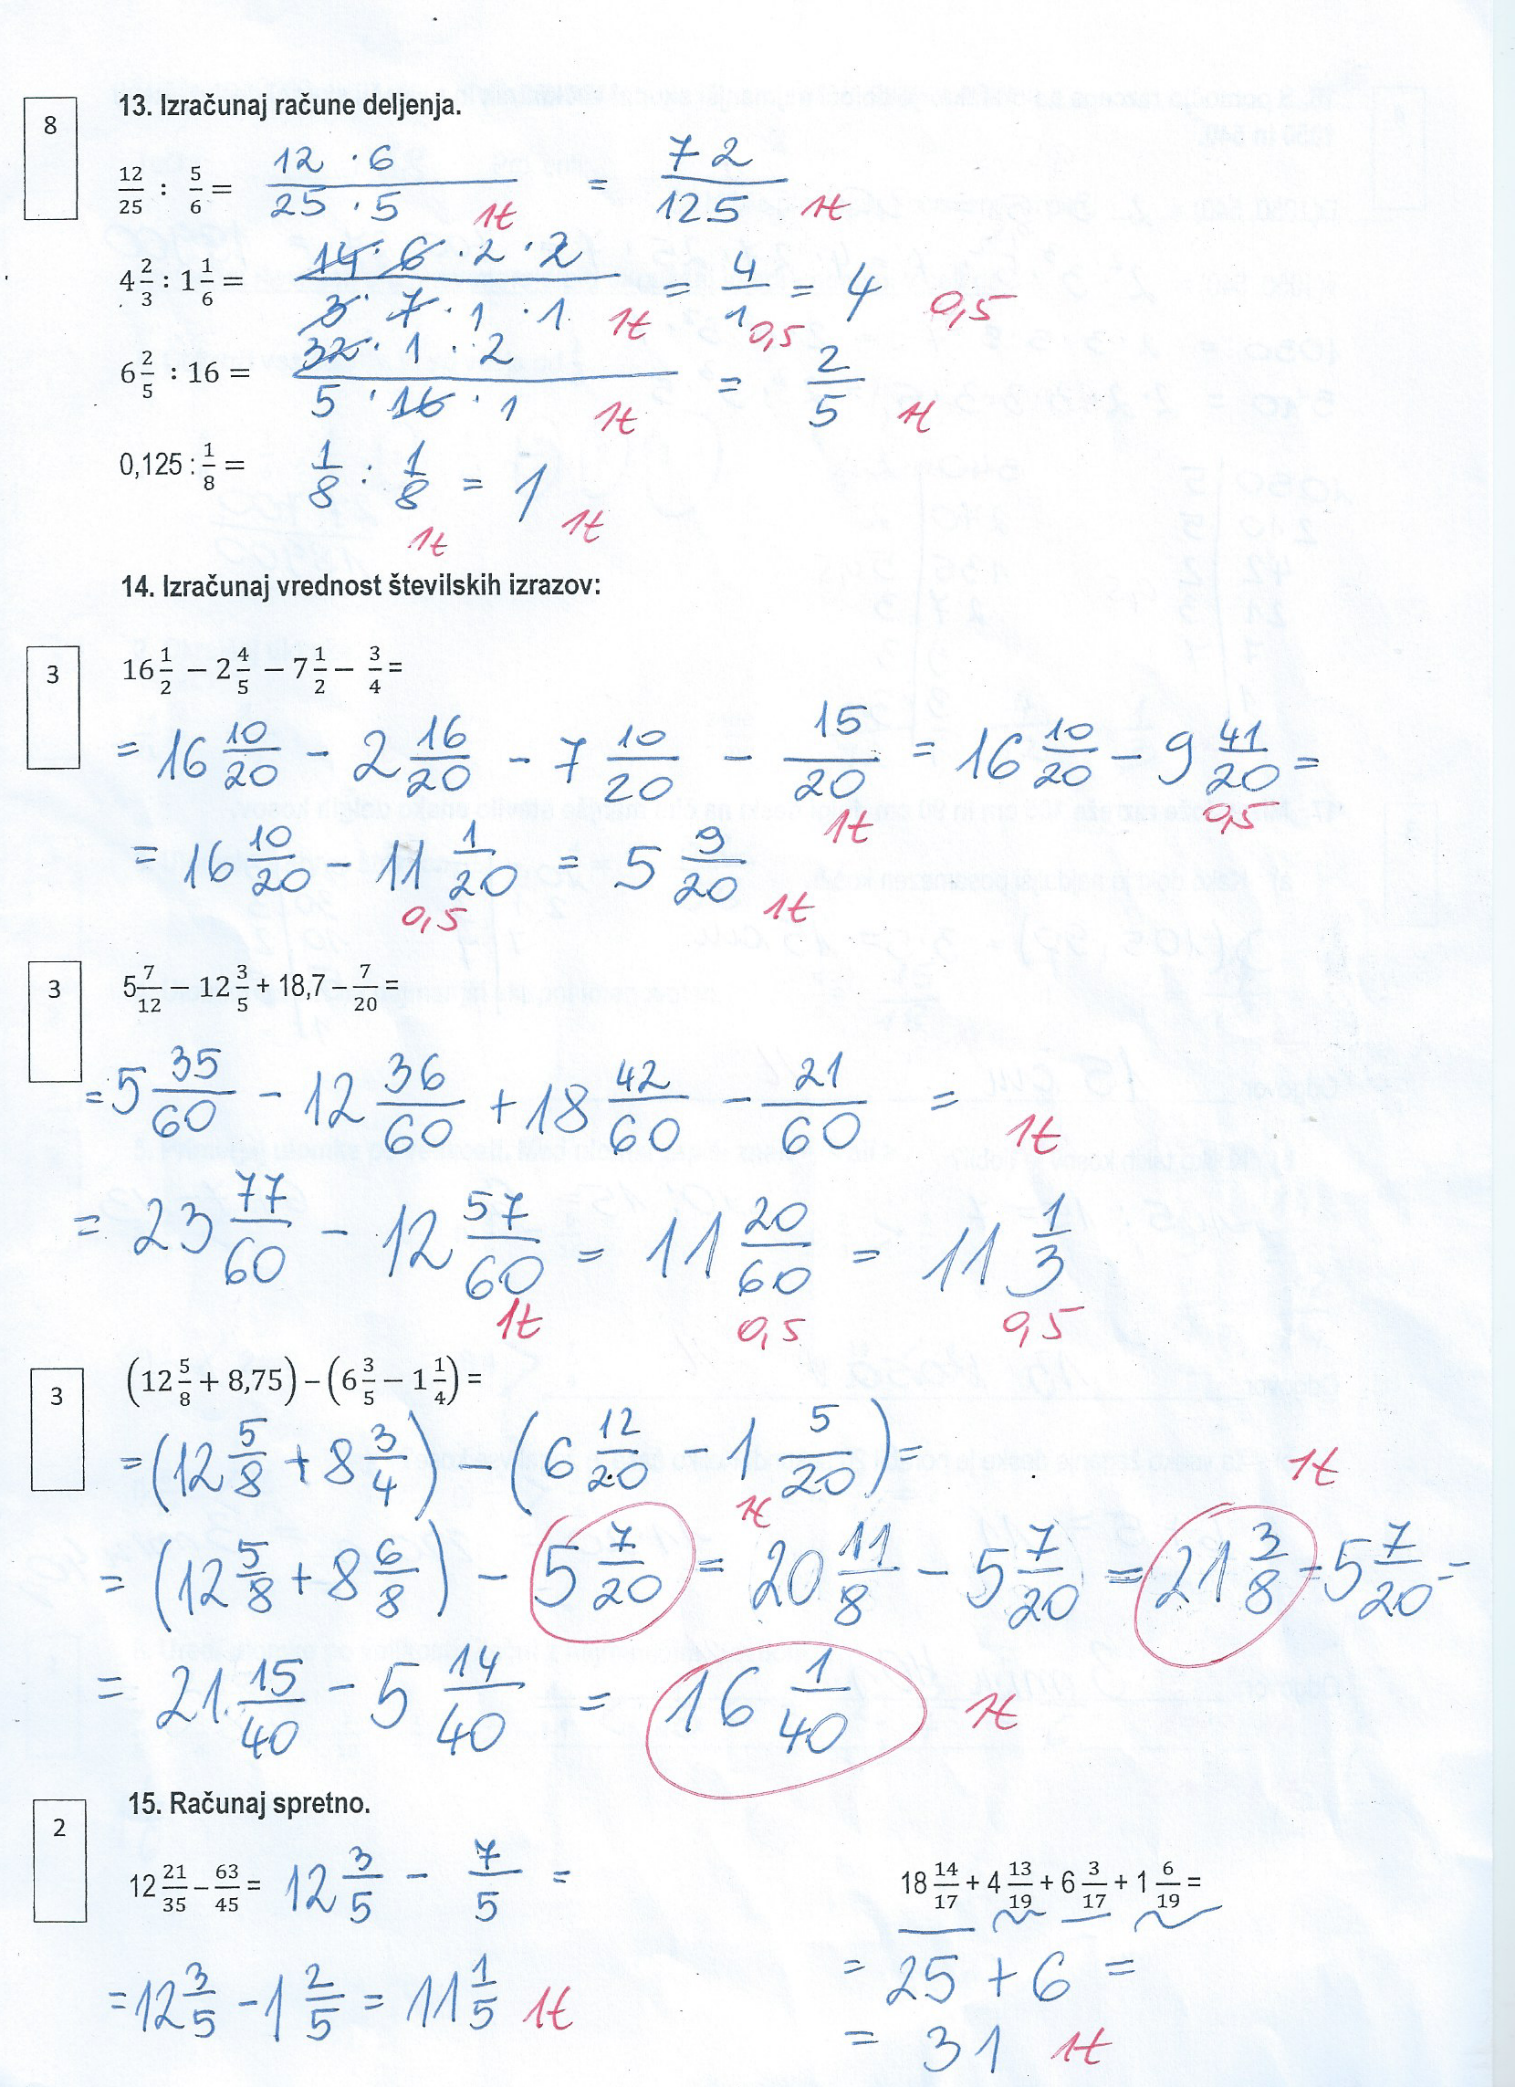 8
13. Izračunaj račune deljenja.
12/25 : 5/6 = (12 · 6)/(25 · 5) 1t = 72/125 1t
4 2/3 : 1 1/6 = (14 · 6 · 2 · 2)/(3 · 7 · 1 · 1) 1t = 4/1 0,5 = 4 0,5
6 2/5 : 16 = (32 · 1 · 2)/(5 · 16 · 1) 1t = 2/5 1t
0,125 : 1/8 = 1/8 : 1/8 1t = 1 1t
14. Izračunaj vrednost številskih izrazov:
3
16 1/2 – 2 4/5 – 7 1/2 – 3/4 =
= 16 10/20 – 2 16/20 – 7 10/20 – 15/20 1t = 16 10/20 – 9 41/20 = 0,5
= 16 10/20 – 11 1/20 0,5 = 5 9/20 1t
3
5 7/12 – 12 3/5 + 18,7 – 7/20 =
= 5 35/60 – 12 36/60 + 18 42/60 – 21/60 = 1t
= 23 77/60 – 12 57/60 1t = 11 20/60 0,5 = 11 1/3 0,5
3
(12 5/8 + 8,75) – (6 3/5 – 1 1/4) =
= (12 5/8 + 8 3/4) – (6 12/20 – 1 5/20) = 1t 1t
= (12 5/8 + 8 6/8) – 5 7/20 = 20 11/8 – 5 7/20 = 21 3/8 – 5 7/20 =
= 21 15/40 – 5 14/40 = 16 1/40 1t
2
15. Računaj spretno.
12 21/35 – 63/45 = 12 3/5 – 7/5 =
= 12 3/5 – 1 2/5 = 11 1/5 1t
18 14/17 + 4 13/19 + 6 3/17 + 1 6/19 =
= 25 + 6 =
= 31 1t